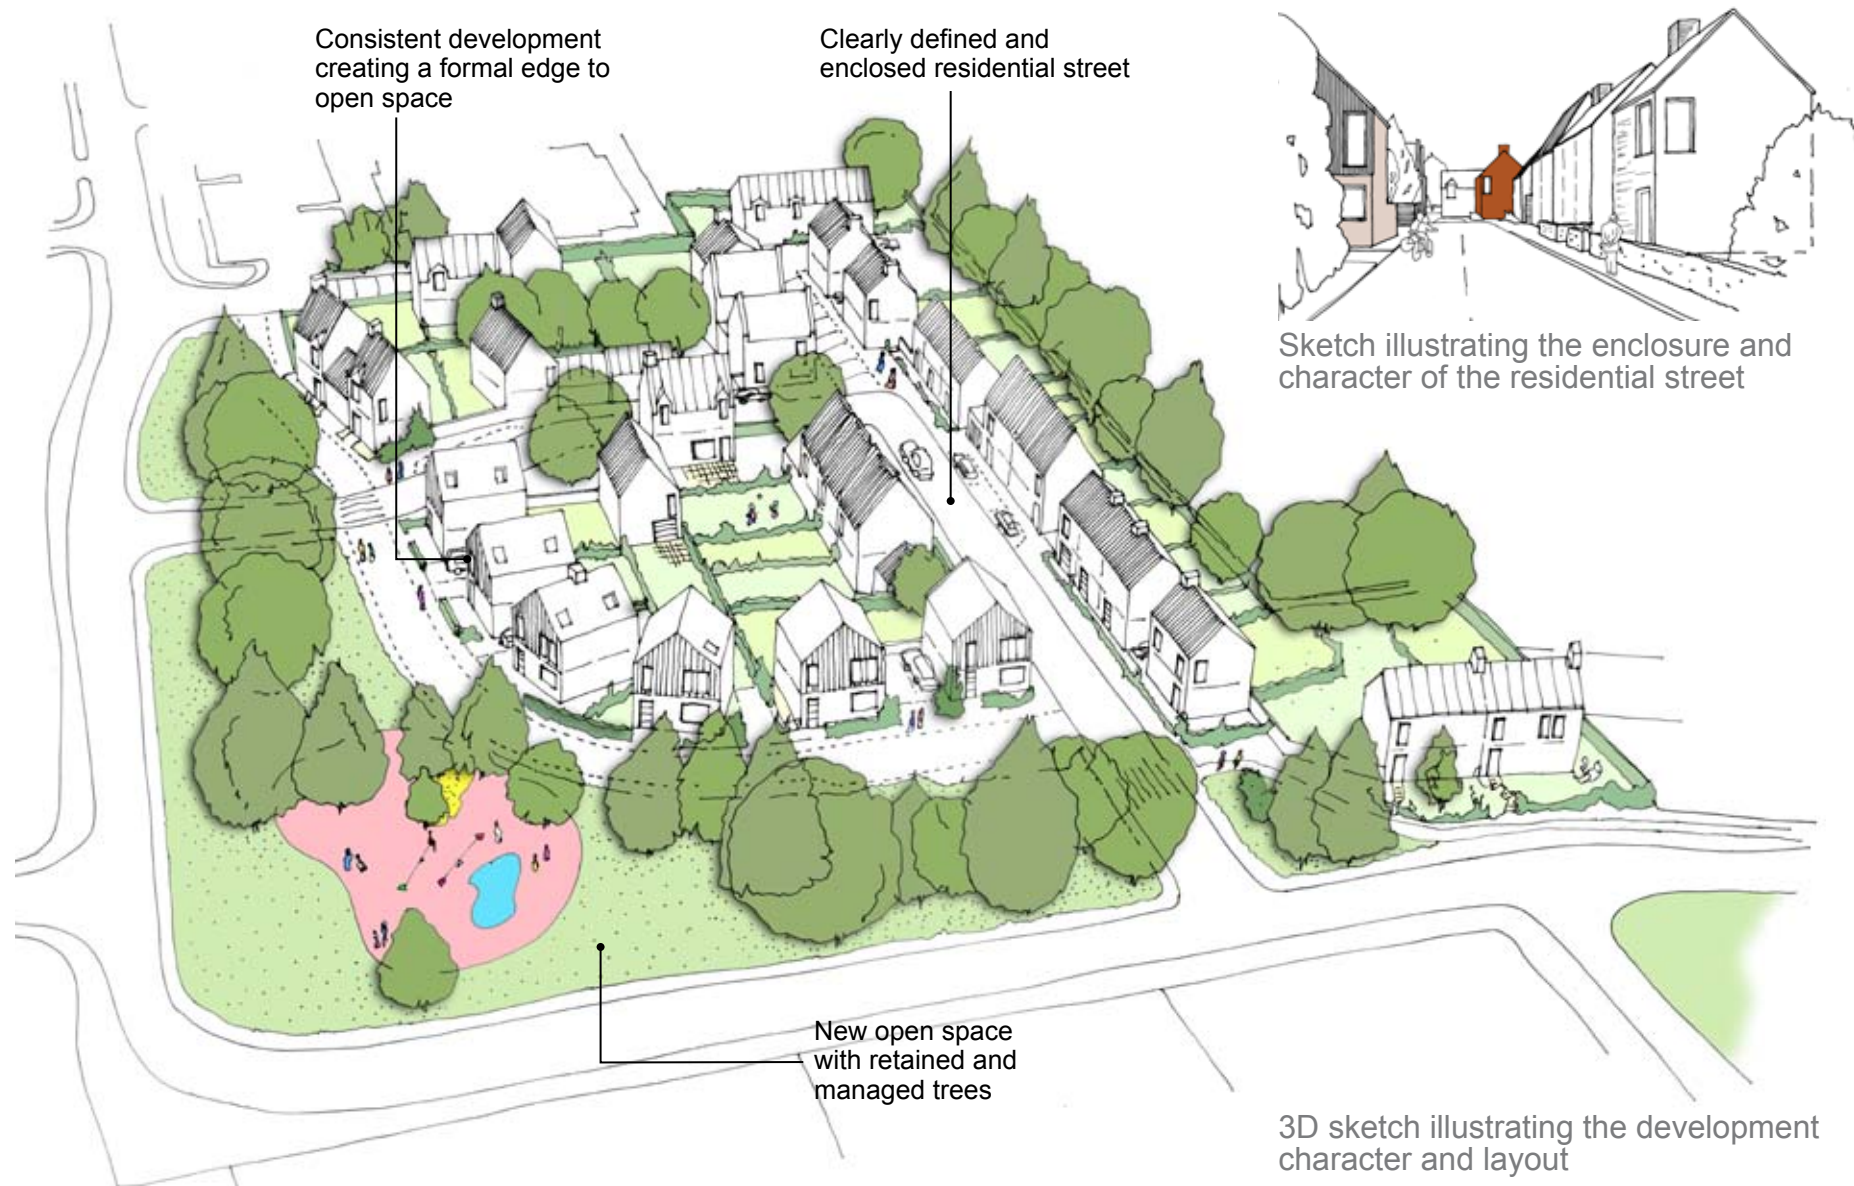 Consistent development
creating a formal edge to
open space
Clearly defined and
enclosed residential street
Sketch illustrating the enclosure and
character of the residential street
New open space
with retained and
managed trees
3D sketch illustrating the development
character and layout